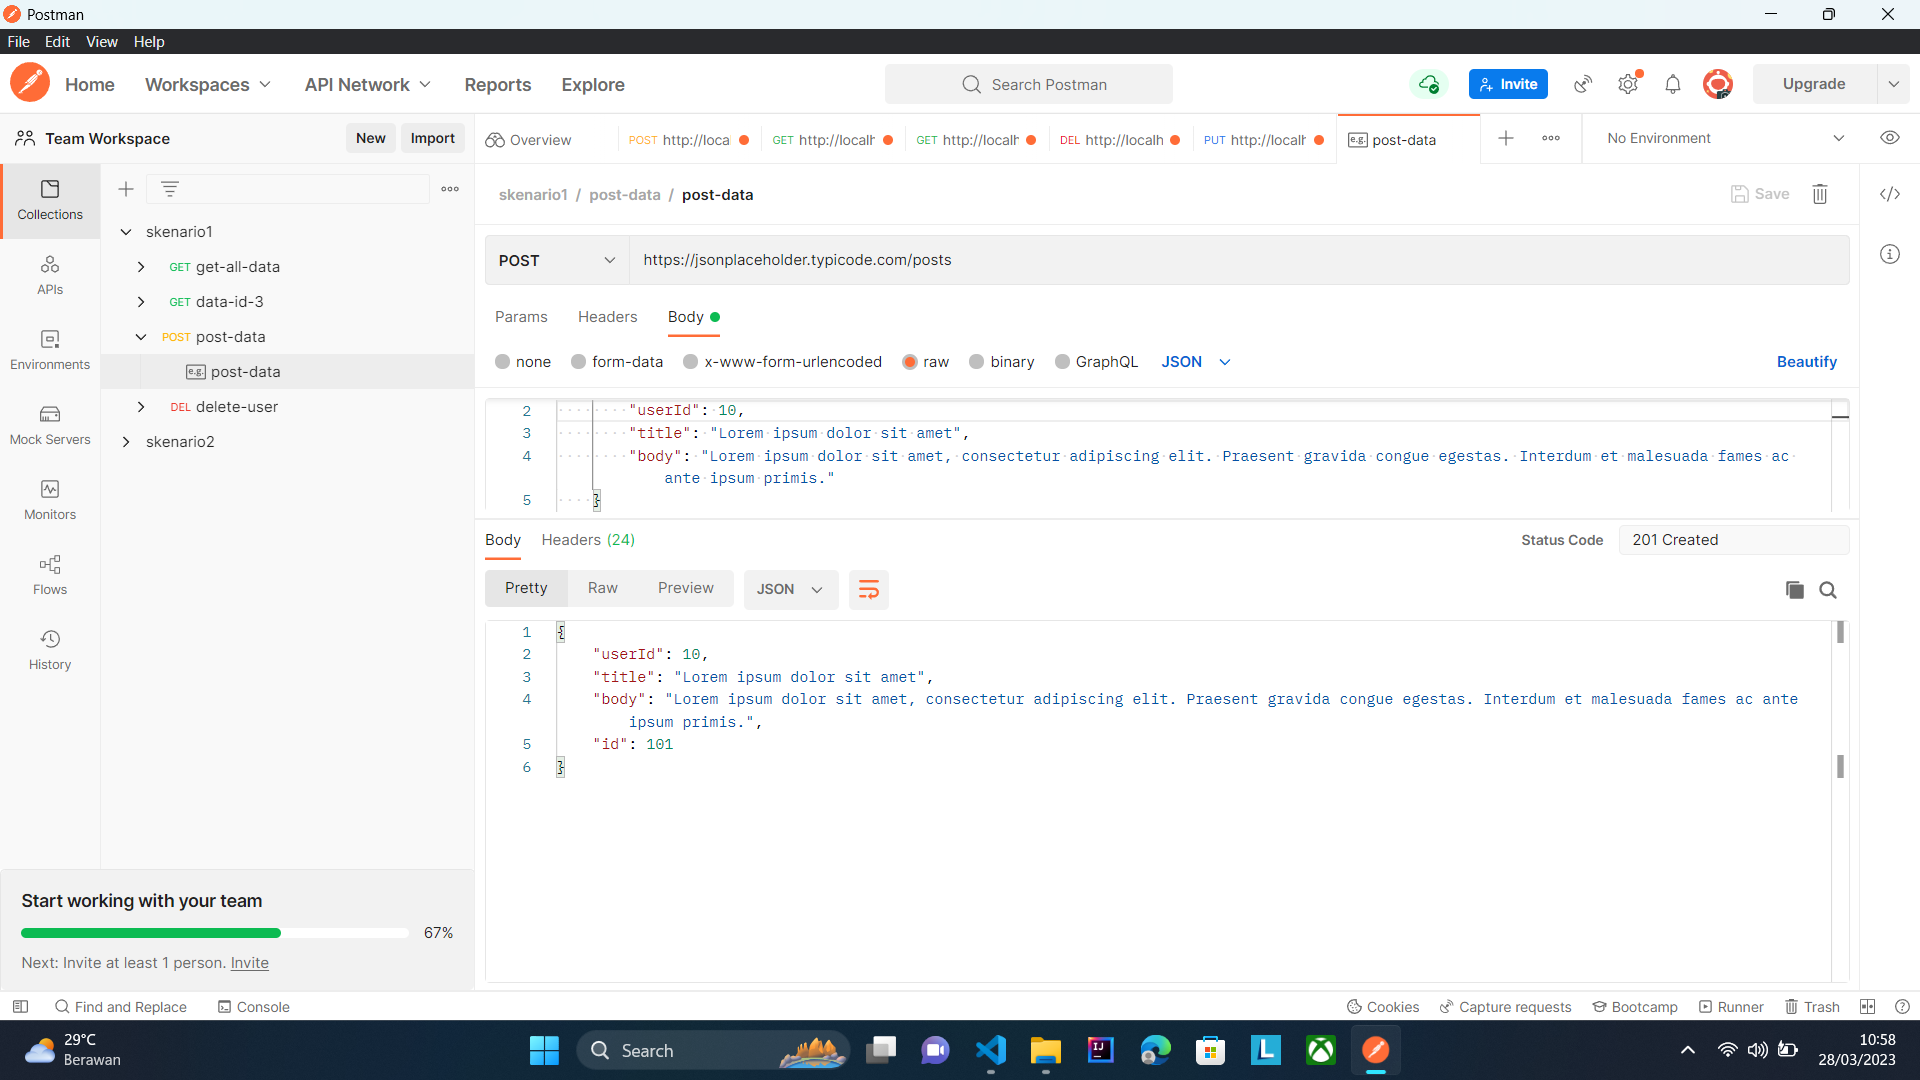 Postman
File Edit View Help
Home Workspaces API Network Reports Explore Search Postman Invite Upgrade
Team Workspace New Import
Overview POST http://loca GET http://localh GET http://localh DEL http://localh PUT http://localh e.g. post-data No Environment
Collections
APIs
Environments
Mock Servers
Monitors
Flows
History
skenario1
GET get-all-data
GET data-id-3
POST post-data
e.g. post-data
DEL delete-user
skenario2
skenario1 / post-data / post-data Save
POST https://jsonplaceholder.typicode.com/posts
Params Headers Body
none form-data x-www-form-urlencoded raw binary GraphQL JSON Beautify
2 "userId": 10,
3 "title": "Lorem ipsum dolor sit amet",
4 "body": "Lorem ipsum dolor sit amet, consectetur adipiscing elit. Praesent gravida congue egestas. Interdum et malesuada fames ac
ante ipsum primis."
5 }
Body Headers (24) Status Code 201 Created
Pretty Raw Preview JSON
1 {
2 "userId": 10,
3 "title": "Lorem ipsum dolor sit amet",
4 "body": "Lorem ipsum dolor sit amet, consectetur adipiscing elit. Praesent gravida congue egestas. Interdum et malesuada fames ac ante
ipsum primis.",
5 "id": 101
6 }
Start working with your team
67%
Next: Invite at least 1 person. Invite
Find and Replace Console Cookies Capture requests Bootcamp Runner Trash
29°C
Berawan
Search
IJ
L
10:58
28/03/2023